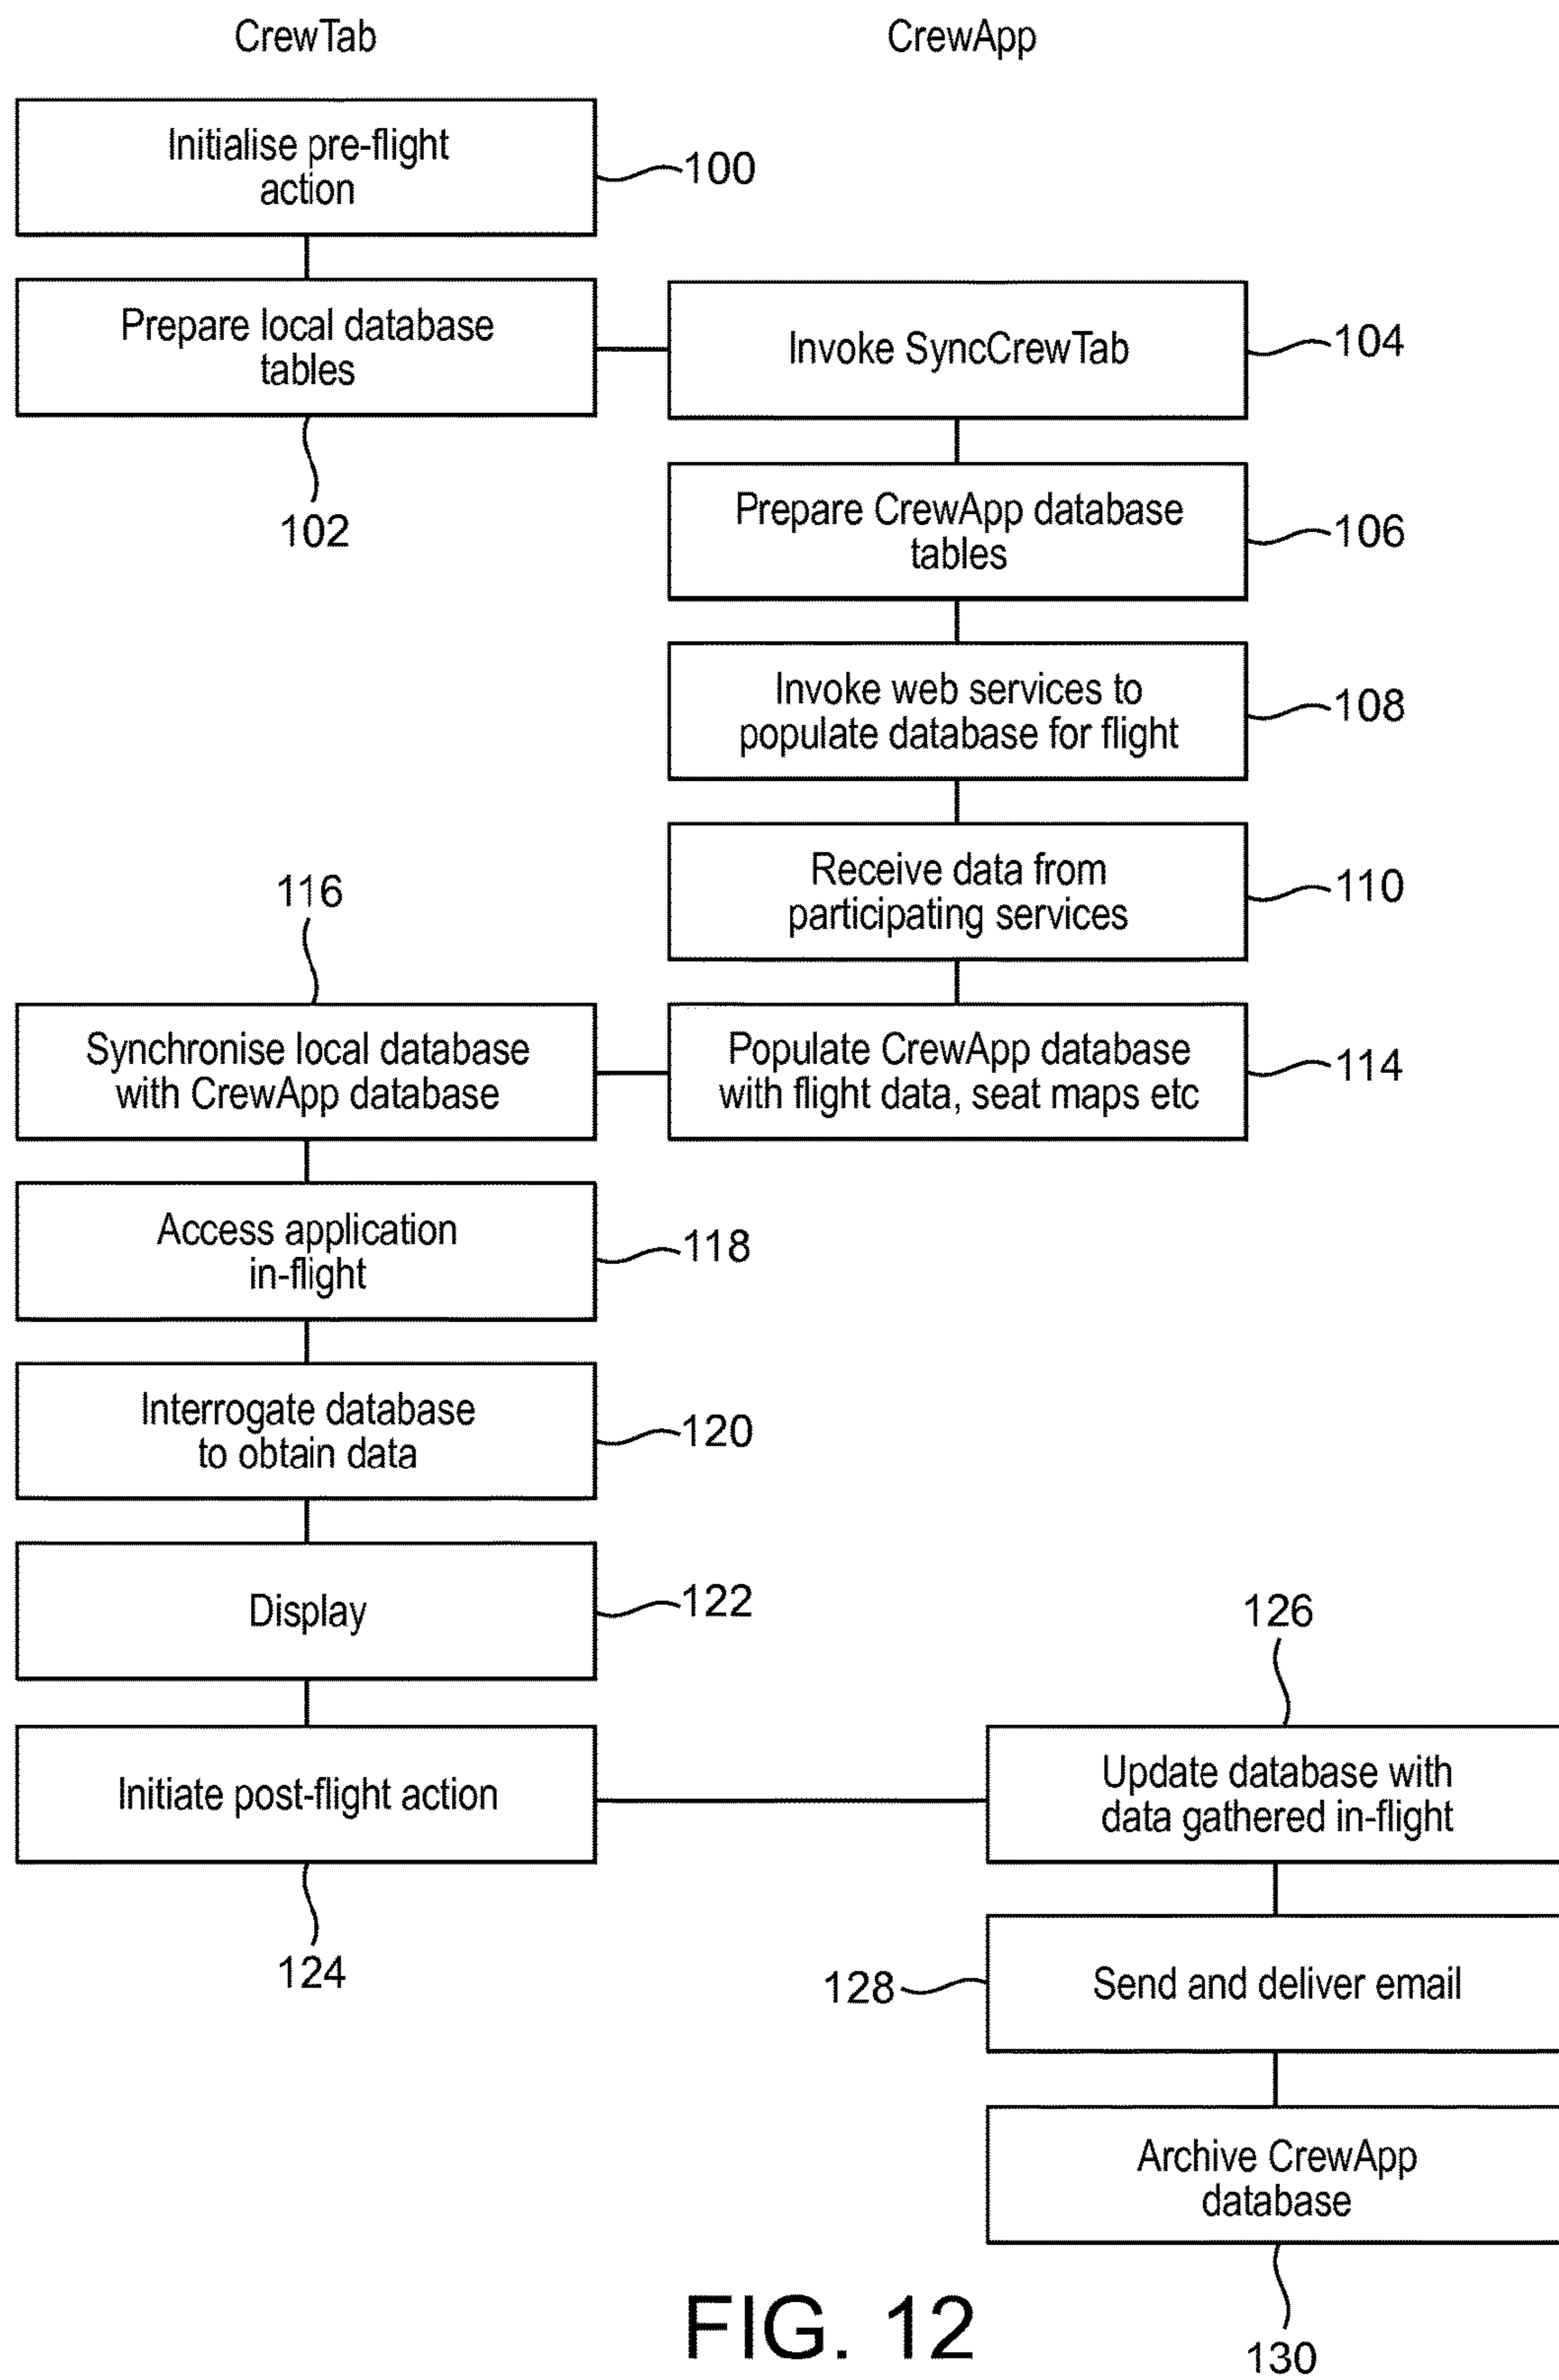 CrewTab
CrewApp
Initialise pre-flight
action
100
Prepare local database
tables
102
Invoke SyncCrewTab
104
Prepare CrewApp database
tables
106
Invoke web services to
populate database for flight
108
Receive data from
participating services
110
116
Synchronise local database
with CrewApp database
Populate CrewApp database
with flight data, seat maps etc
114
Access application
in-flight
118
Interrogate database
to obtain data
120
Display
122
Initiate post-flight action
124
126
Update database with
data gathered in-flight
128
Send and deliver email
Archive CrewApp
database
130
FIG. 12